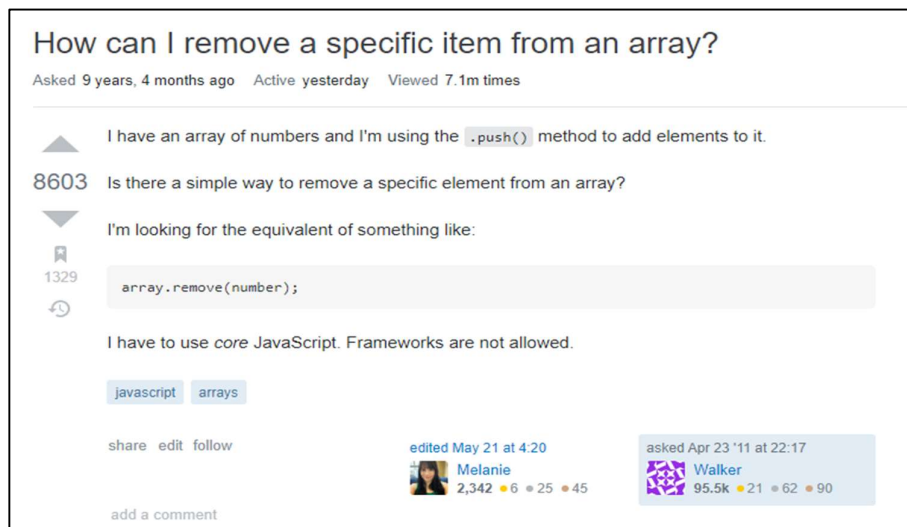 How can I remove a specific item from an array?
Asked 9 years, 4 months ago Active yesterday Viewed 7.1m times
I have an array of numbers and I'm using the .push() method to add elements to it.
8603
Is there a simple way to remove a specific element from an array?
I'm looking for the equivalent of something like:
1329
array.remove(number);
I have to use core JavaScript. Frameworks are not allowed.
javascript arrays
share edit follow
edited May 21 at 4:20
Melanie
2,342 6 25 45
asked Apr 23 '11 at 22:17
Walker
95.5k 21 62 90
add a comment